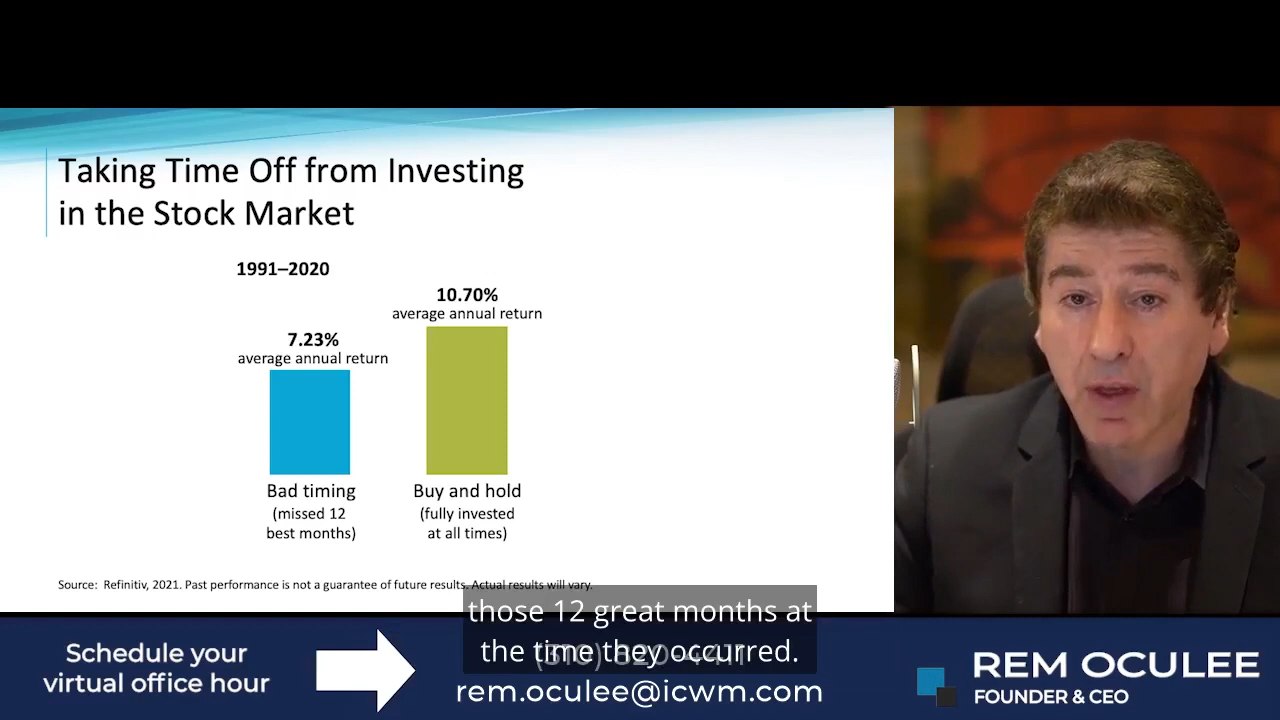 Taking Time Off from Investing
in the Stock Market
1991–2020
10.70%
average annual return
7.23%
average annual return
Bad timing
(missed 12
best months)
Buy and hold
(fully invested
at all times)
Source: Refinitiv, 2021. Past performance is not a guarantee of future results. Actual results will vary.
those 12 great months at
the time they occurred.
Schedule your
virtual office hour
rem.oculee@icwm.com
REM OCULEE
FOUNDER & CEO